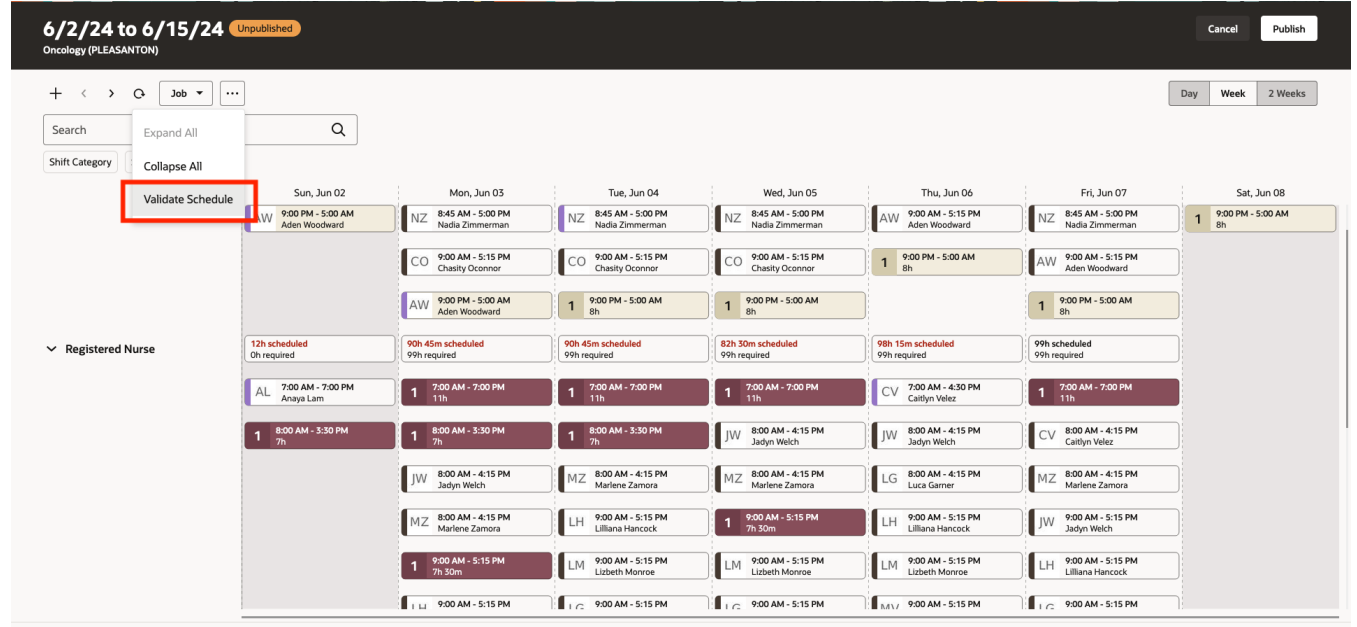 6/2/24 to 6/15/24 Unpublished
Oncology (PLEASANTON)
Cancel
Publish
Job
Day Week 2 Weeks
Search
Expand All
Collapse All
Validate Schedule
Shift Category
Sun, Jun 02 Mon, Jun 03 Tue, Jun 04 Wed, Jun 05 Thu, Jun 06 Fri, Jun 07 Sat, Jun 08
AW 9:00 PM - 5:00 AM NZ 8:45 AM - 5:00 PM NZ 8:45 AM - 5:00 PM NZ 8:45 AM - 5:00 PM AW 9:00 AM - 5:15 PM NZ 8:45 AM - 5:00 PM 1 9:00 PM - 5:00 AM
Aden Woodward Nadia Zimmerman Nadia Zimmerman Nadia Zimmerman Aden Woodward Nadia Zimmerman 8h
CO 9:00 AM - 5:15 PM CO 9:00 AM - 5:15 PM CO 9:00 AM - 5:15 PM 1 9:00 PM - 5:00 AM AW 9:00 AM - 5:15 PM
Chasity Oconnor Chasity Oconnor Chasity Oconnor 8h Aden Woodward
AW 9:00 PM - 5:00 AM 1 9:00 PM - 5:00 AM 1 9:00 PM - 5:00 AM 1 9:00 PM - 5:00 AM
Aden Woodward 8h 8h 8h
Registered Nurse
12h scheduled 90h 45m scheduled 90h 45m scheduled 82h 30m scheduled 98h 15m scheduled 99h scheduled
0h required 99h required 99h required 99h required 99h required 99h required
AL 7:00 AM - 7:00 PM 1 7:00 AM - 7:00 PM 1 7:00 AM - 7:00 PM 1 7:00 AM - 7:00 PM CV 7:00 AM - 4:30 PM 1 7:00 AM - 7:00 PM
Anaya Lam 11h 11h 11h Caitlyn Velez 11h
1 8:00 AM - 3:30 PM 1 8:00 AM - 3:30 PM 1 8:00 AM - 3:30 PM JW 8:00 AM - 4:15 PM JW 8:00 AM - 4:15 PM CV 8:00 AM - 4:15 PM
7h 7h 7h Jadyn Welch Jadyn Welch Caitlyn Velez
JW 8:00 AM - 4:15 PM MZ 8:00 AM - 4:15 PM MZ 8:00 AM - 4:15 PM LG 8:00 AM - 4:15 PM MZ 8:00 AM - 4:15 PM
Jadyn Welch Marlene Zamora Marlene Zamora Luca Garner Marlene Zamora
MZ 8:00 AM - 4:15 PM LH 9:00 AM - 5:15 PM 1 9:00 AM - 5:15 PM LH 9:00 AM - 5:15 PM JW 9:00 AM - 5:15 PM
Marlene Zamora Lilliana Hancock 7h 30m Lilliana Hancock Jadyn Welch
1 9:00 AM - 5:15 PM LM 9:00 AM - 5:15 PM LM 9:00 AM - 5:15 PM LM 9:00 AM - 5:15 PM LH 9:00 AM - 5:15 PM
7h 30m Lizbeth Monroe Lizbeth Monroe Lizbeth Monroe Lilliana Hancock
LH 9:00 AM - 5:15 PM LG 9:00 AM - 5:15 PM LG 9:00 AM - 5:15 PM MV 9:00 AM - 5:15 PM LG 9:00 AM - 5:15 PM